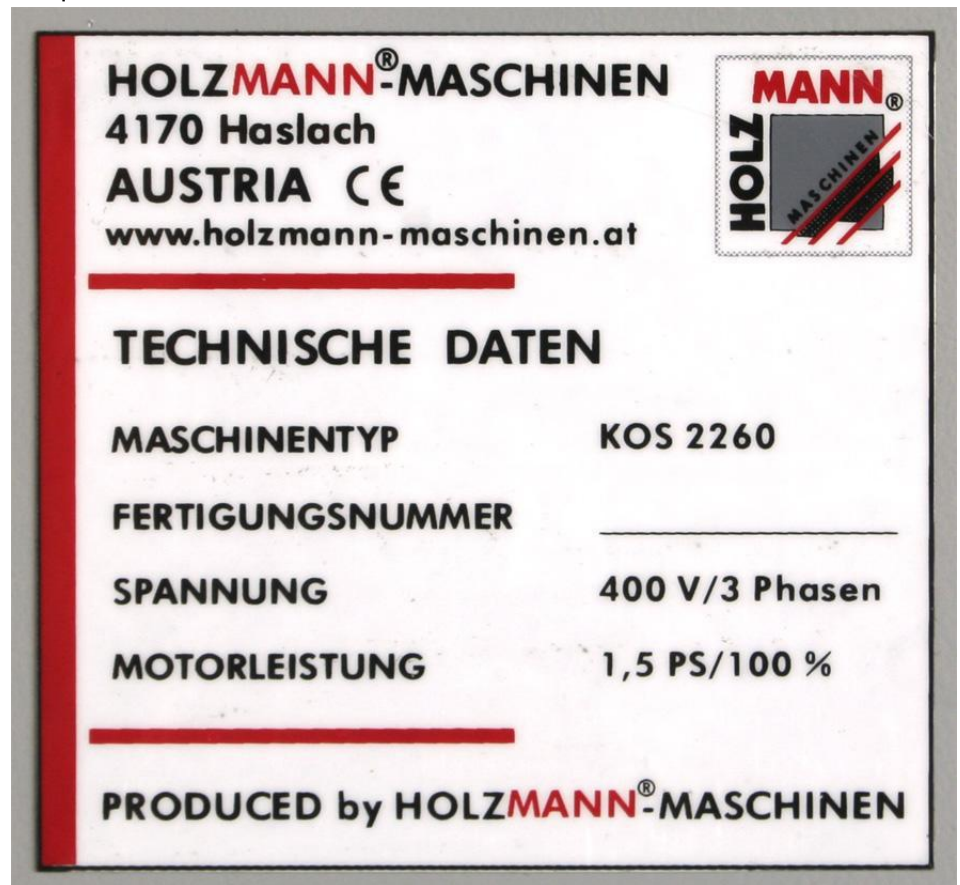 HOLZMANN®-MASCHINEN
4170 Haslach
AUSTRIA CE
www.holzmann-maschinen.at
MANN®
HOLZ
MASCHINEN
TECHNISCHE DATEN
MASCHINENTYP KOS 2260
FERTIGUNGSNUMMER
SPANNUNG 400 V/3 Phasen
MOTORLEISTUNG 1,5 PS/100 %
PRODUCED by HOLZMANN®-MASCHINEN